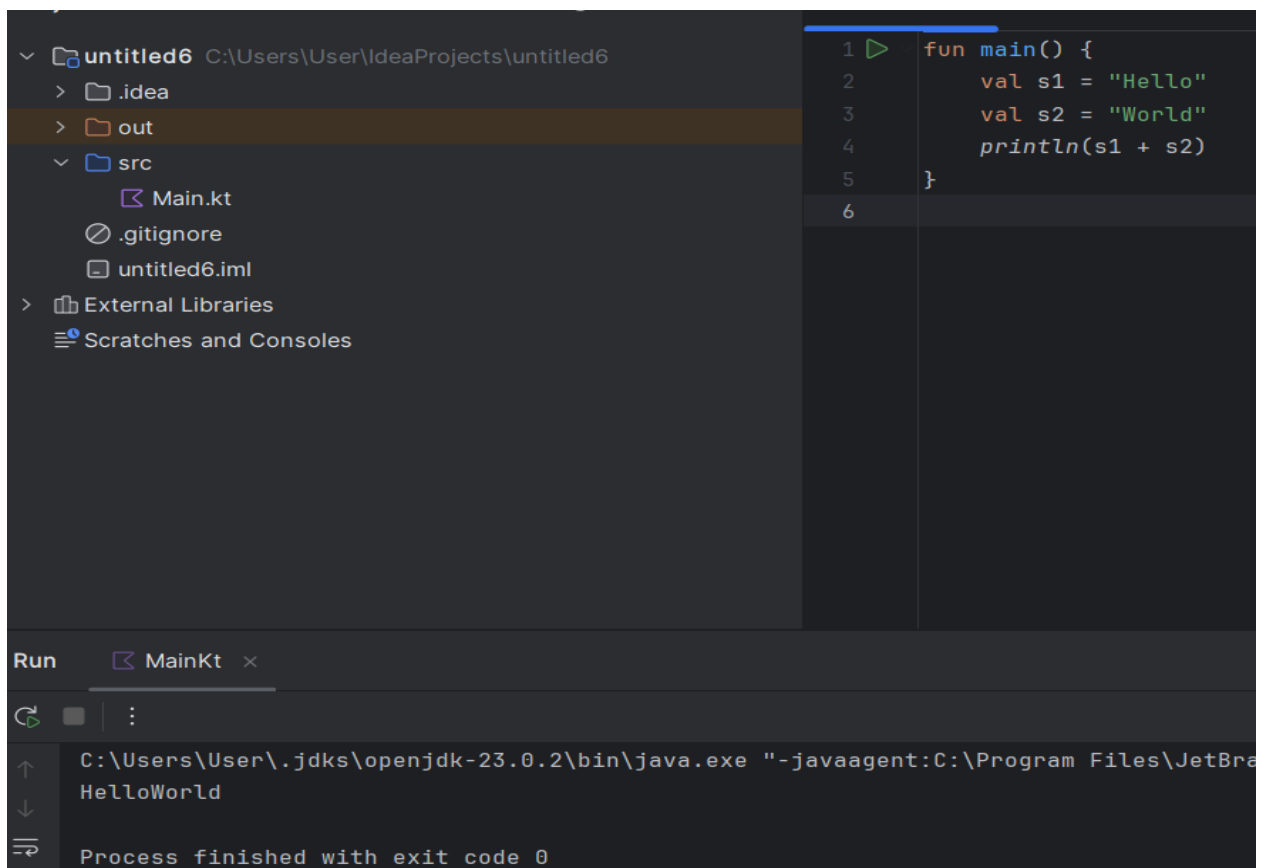 untitled6 C:\Users\User\IdeaProjects\untitled6
.idea
out
src
Main.kt
.gitignore
untitled6.iml
External Libraries
Scratches and Consoles
1 fun main() {
2 val s1 = "Hello"
3 val s2 = "World"
4 println(s1 + s2)
5 }
6
Run MainKt
C:\Users\User\.jdks\openjdk-23.0.2\bin\java.exe "-javaagent:C:\Program Files\JetBra
HelloWorld
Process finished with exit code 0